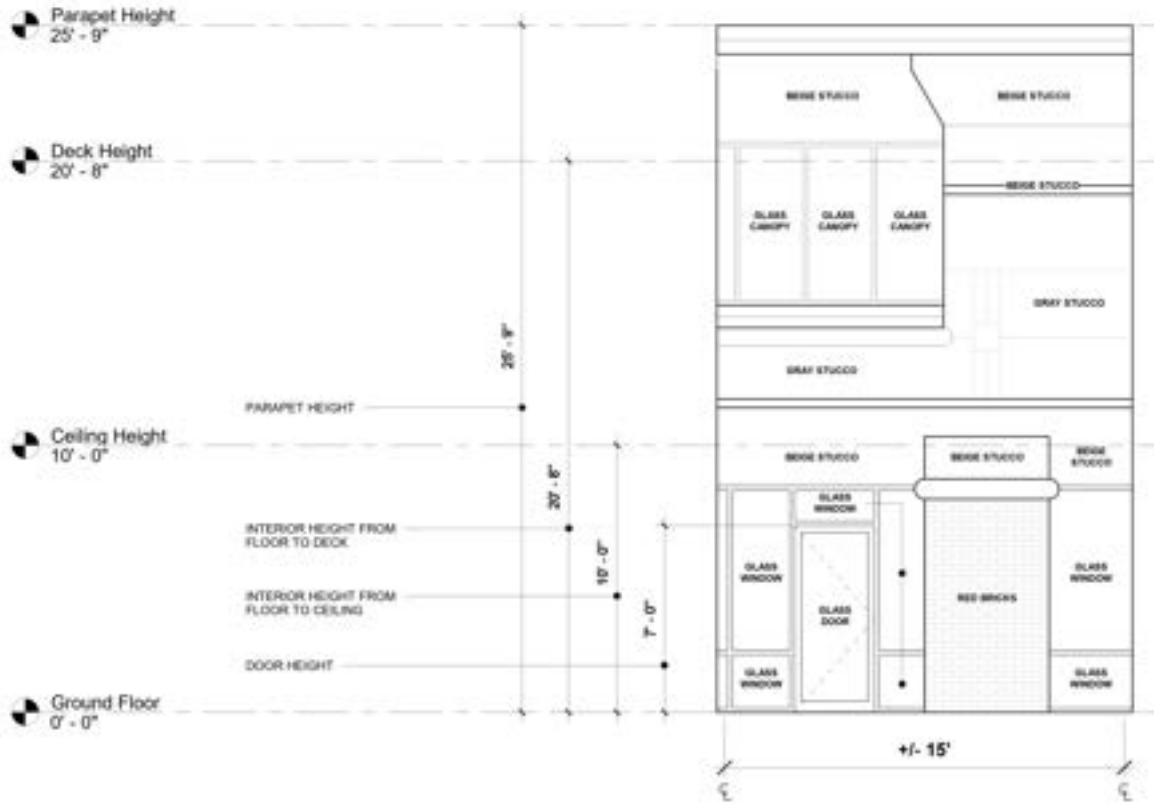 Parapet Height
25' - 9"
BEIGE STUCCO
BEIGE STUCCO
Deck Height
20' - 8"
BEIGE STUCCO
GLASS
CANOPY
GLASS
CANOPY
GLASS
CANOPY
GRAY STUCCO
25' - 9"
GRAY STUCCO
PARAPET HEIGHT
Ceiling Height
10' - 0"
BEIGE STUCCO
BEIGE STUCCO
BEIGE
STUCCO
20' - 8"
GLASS
WINDOW
INTERIOR HEIGHT FROM
FLOOR TO DECK
10' - 0"
GLASS
WINDOW
GLASS
WINDOW
INTERIOR HEIGHT FROM
FLOOR TO CEILING
GLASS
DOOR
RED BRICKS
7' - 0"
DOOR HEIGHT
GLASS
WINDOW
GLASS
WINDOW
Ground Floor
0' - 0"
+/- 15'
℄
℄